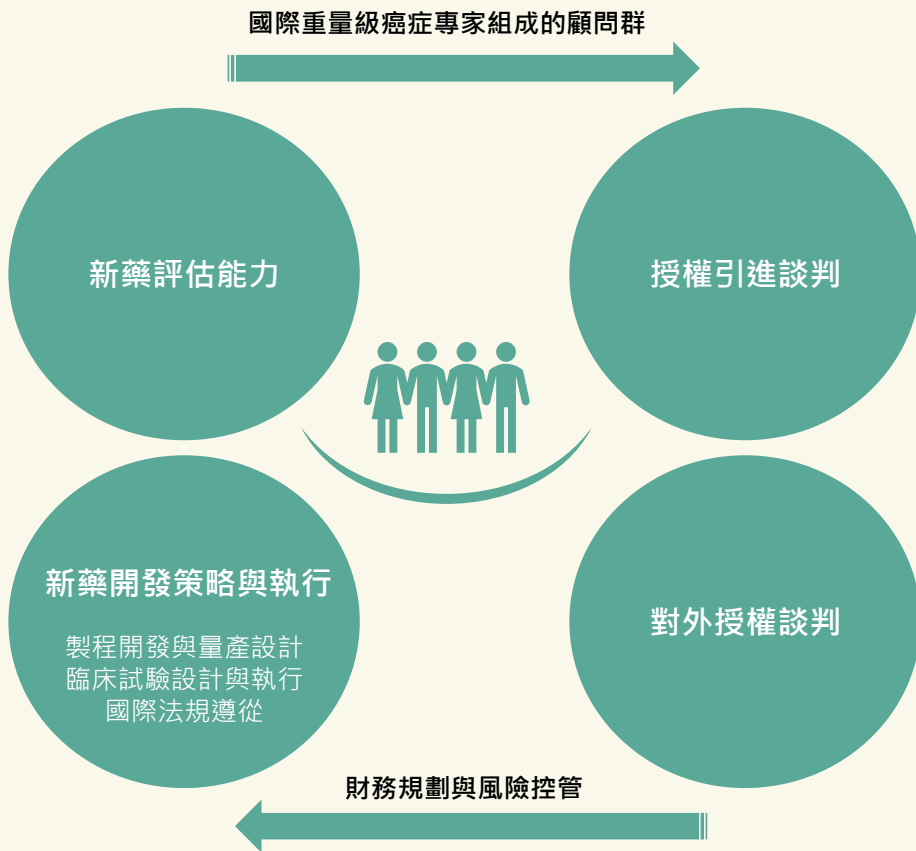 國際重量級癌症專家組成的顧問群
新藥評估能力
授權引進談判
新藥開發策略與執行
製程開發與量產設計
臨床試驗設計與執行
國際法規遵從
對外授權談判
財務規劃與風險控管